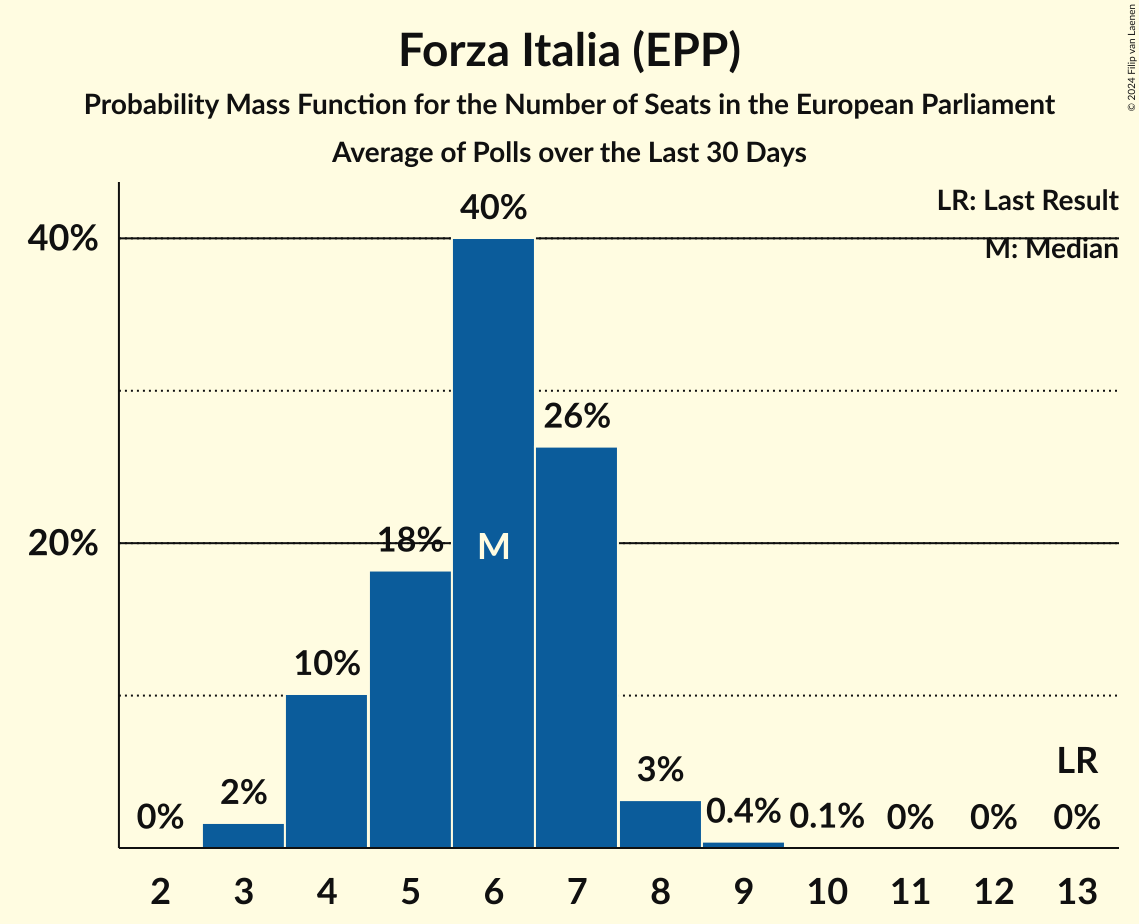 Forza Italia (EPP)
Probability Mass Function for the Number of Seats in the European Parliament
Average of Polls over the Last 30 Days
© 2024 Filip van Laenen
LR: Last Result
M: Median
40%
20%
0%
2%
10%
18%
40%
M
26%
3%
0.4%
0.1%
0%
0%
LR
0%
2 3 4 5 6 7 8 9 10 11 12 13